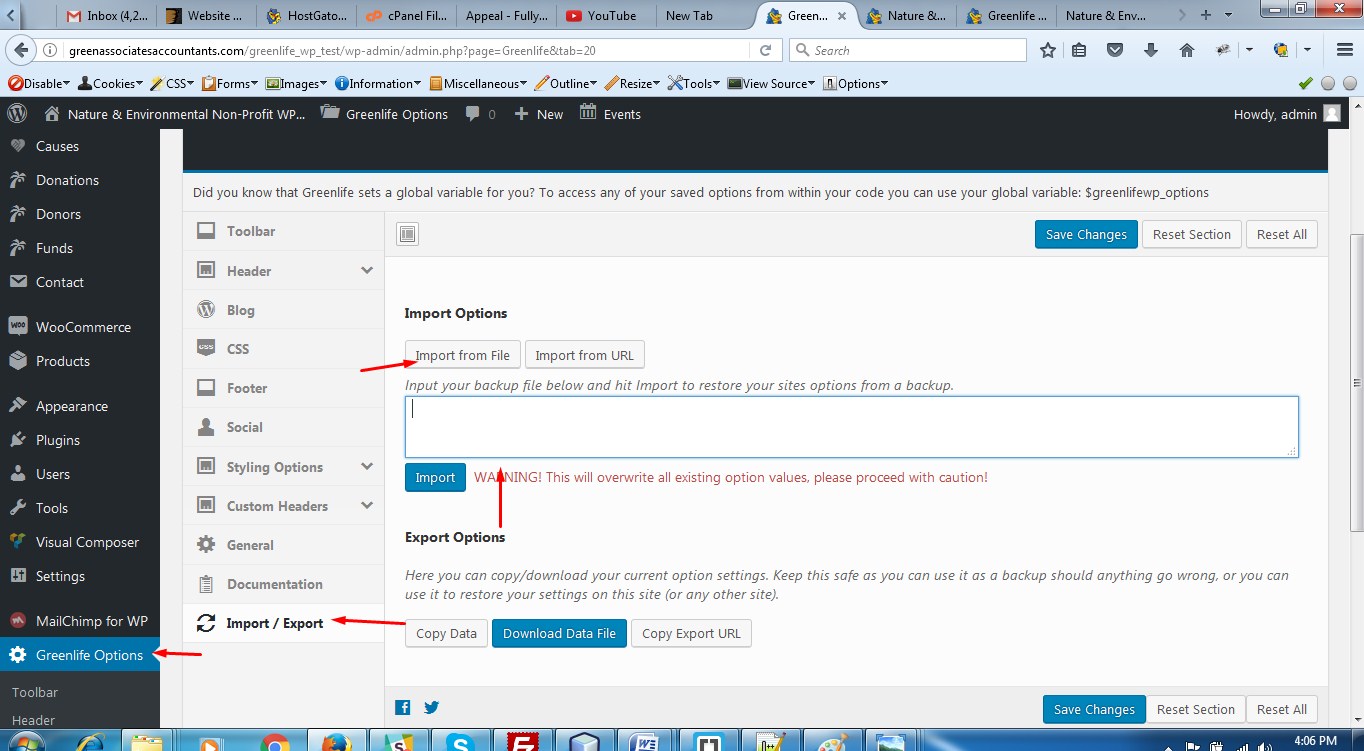 Inbox (4,2...
Website ...
HostGato...
cPanel Fil...
Appeal - Fully...
YouTube
New Tab
Green...
Nature &...
Greenlife ...
Nature & Env...
greenassociatesaccountants.com/greenlife_wp_test/wp-admin/admin.php?page=Greenlife&tab=20
Search
Disable
Cookies
CSS
Forms
Images
Information
Miscellaneous
Outline
Resize
Tools
View Source
Options
Nature & Environmental Non-Profit WP...
Greenlife Options
0
New
Events
Howdy, admin
Causes
Donations
Donors
Funds
Contact
WooCommerce
Products
Appearance
Plugins
Users
Tools
Visual Composer
Settings
MailChimp for WP
Greenlife Options
Toolbar
Header
Did you know that Greenlife sets a global variable for you? To access any of your saved options from within your code you can use your global variable: $greenlifewp_options
Toolbar
Header
Blog
CSS
Footer
Social
Styling Options
Custom Headers
General
Documentation
Import / Export
Save Changes
Reset Section
Reset All
Import Options
Import from File
Import from URL
Input your backup file below and hit Import to restore your sites options from a backup.
Import
WARNING! This will overwrite all existing option values, please proceed with caution!
Export Options
Here you can copy/download your current option settings. Keep this safe as you can use it as a backup should anything go wrong, or you can
use it to restore your settings on this site (or any other site).
Copy Data
Download Data File
Copy Export URL
Save Changes
Reset Section
Reset All
4:06 PM